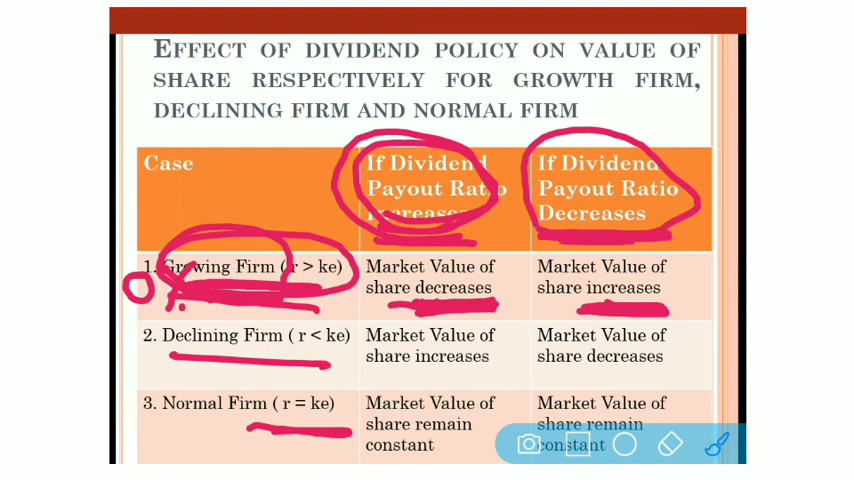 EFFECT OF DIVIDEND POLICY ON VALUE OF
SHARE RESPECTIVELY FOR GROWTH FIRM,
DECLINING FIRM AND NORMAL FIRM
Case
If Dividend
Payout Ratio
Increases
If Dividend
Payout Ratio
Decreases
1. Growing Firm ( r > ke)
Market Value of
share decreases
Market Value of
share increases
2. Declining Firm ( r < ke)
Market Value of
share increases
Market Value of
share decreases
3. Normal Firm ( r = ke)
Market Value of
share remain
constant
Market Value of
share remain
constant